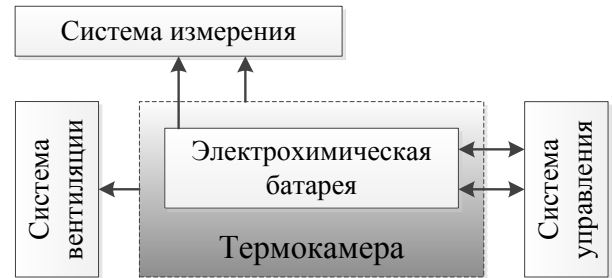 Система измерения
Система
вентиляции
Электрохимическая
батарея
Термокамера
Система
управления